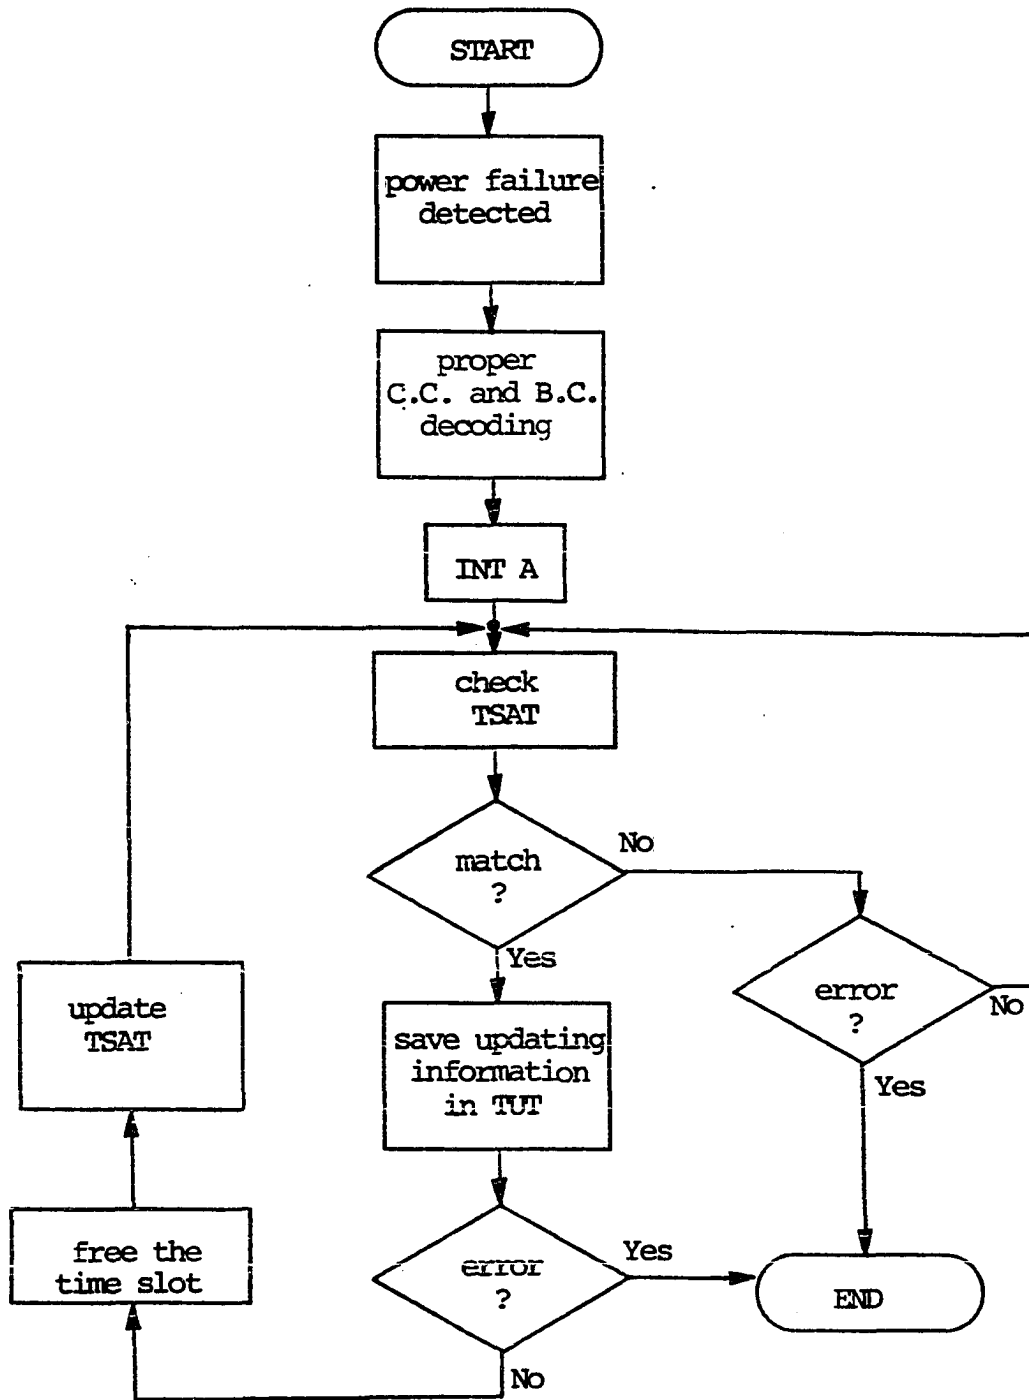 START
power failure
detected
proper
C.C. and B.C.
decoding
INT A
check
TSAT
match
?
No
Yes
error
?
No
Yes
update
TSAT
save updating
information
in TUT
free the
time slot
error
?
Yes
No
END